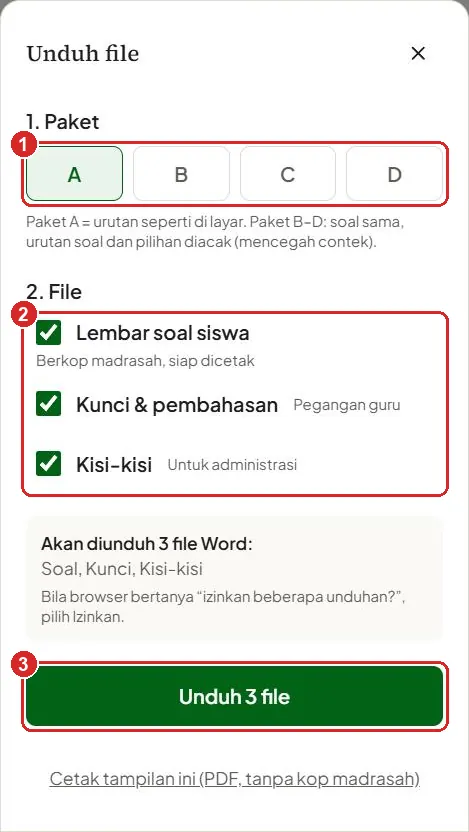 Unduh file
1. Paket
1
A
B
C
D
Paket A = urutan seperti di layar. Paket B–D: soal sama,
urutan soal dan pilihan diacak (mencegah contek).
2. File
2
Lembar soal siswa
Berkop madrasah, siap dicetak
Kunci & pembahasan Pegangan guru
Kisi-kisi Untuk administrasi
Akan diunduh 3 file Word:
Soal, Kunci, Kisi-kisi
Bila browser bertanya “izinkan beberapa unduhan?”,
pilih Izinkan.
3
Unduh 3 file
Cetak tampilan ini (PDF, tanpa kop madrasah)